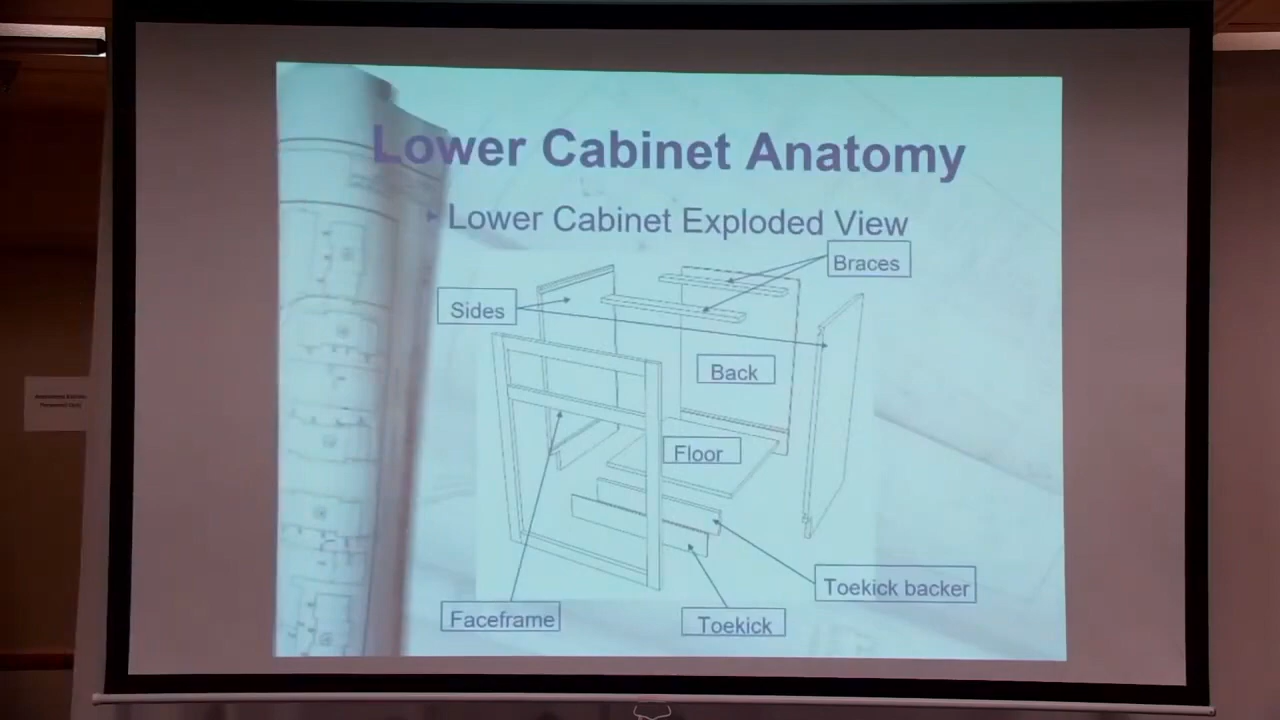 Lower Cabinet Anatomy
Lower Cabinet Exploded View
Braces
Sides
Back
Floor
Toekick backer
Faceframe
Toekick